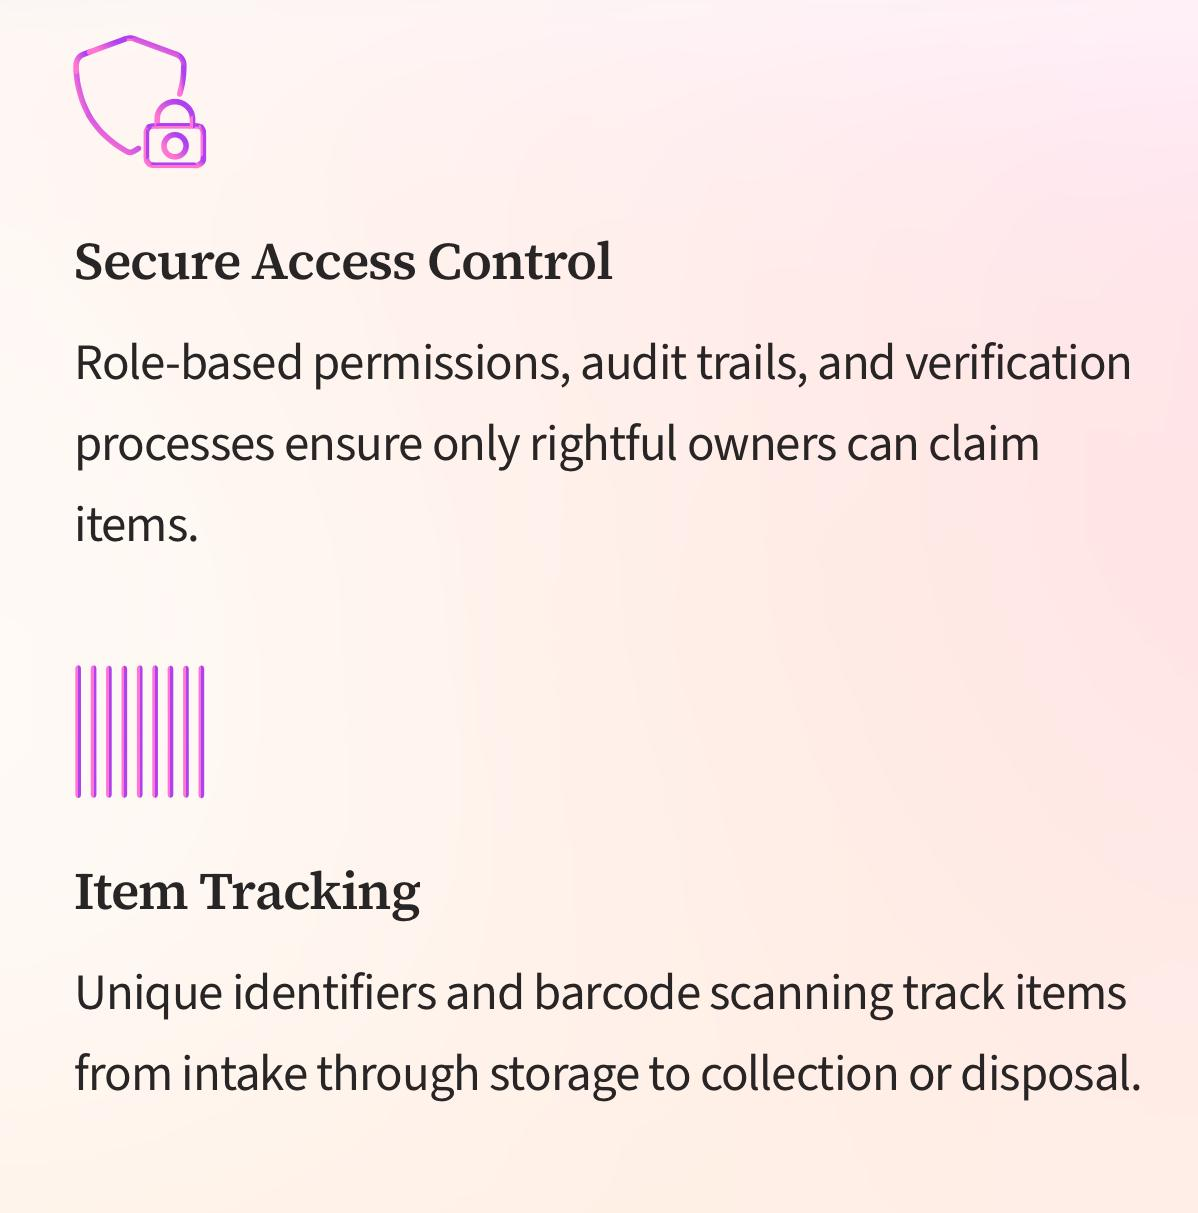 Secure Access Control
Role-based permissions, audit trails, and verification
processes ensure only rightful owners can claim
items.
Item Tracking
Unique identifiers and barcode scanning track items
from intake through storage to collection or disposal.